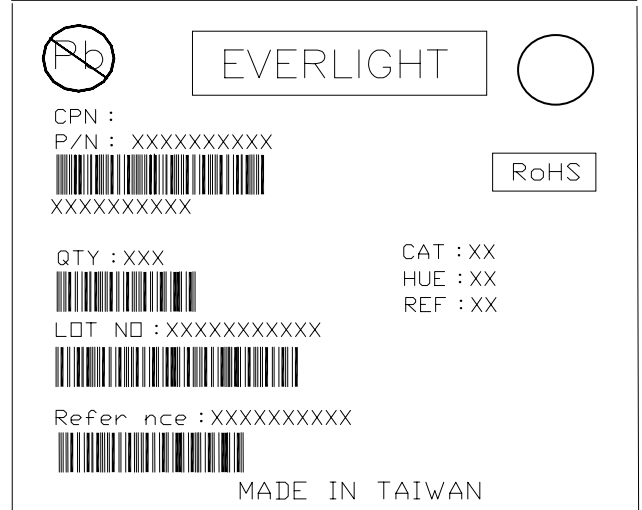 Pb
EVERLIGHT
CPN :
P/N : XXXXXXXXXX
RoHS
XXXXXXXXXX
QTY : XXX
CAT : XX
HUE : XX
REF : XX
LOT NO : XXXXXXXXXXX
Refer nce : XXXXXXXXXX
MADE IN TAIWAN